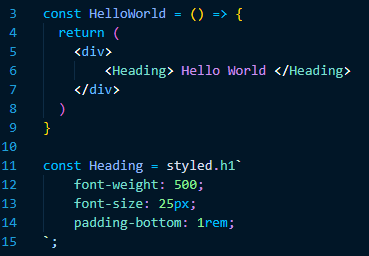 3 const HelloWorld = () => {
4   return (
5     <div>
6         <Heading> Hello World </Heading>
7     </div>
8   )
9 }
10
11 const Heading = styled.h1`
12     font-weight: 500;
13     font-size: 25px;
14     padding-bottom: 1rem;
15 `;